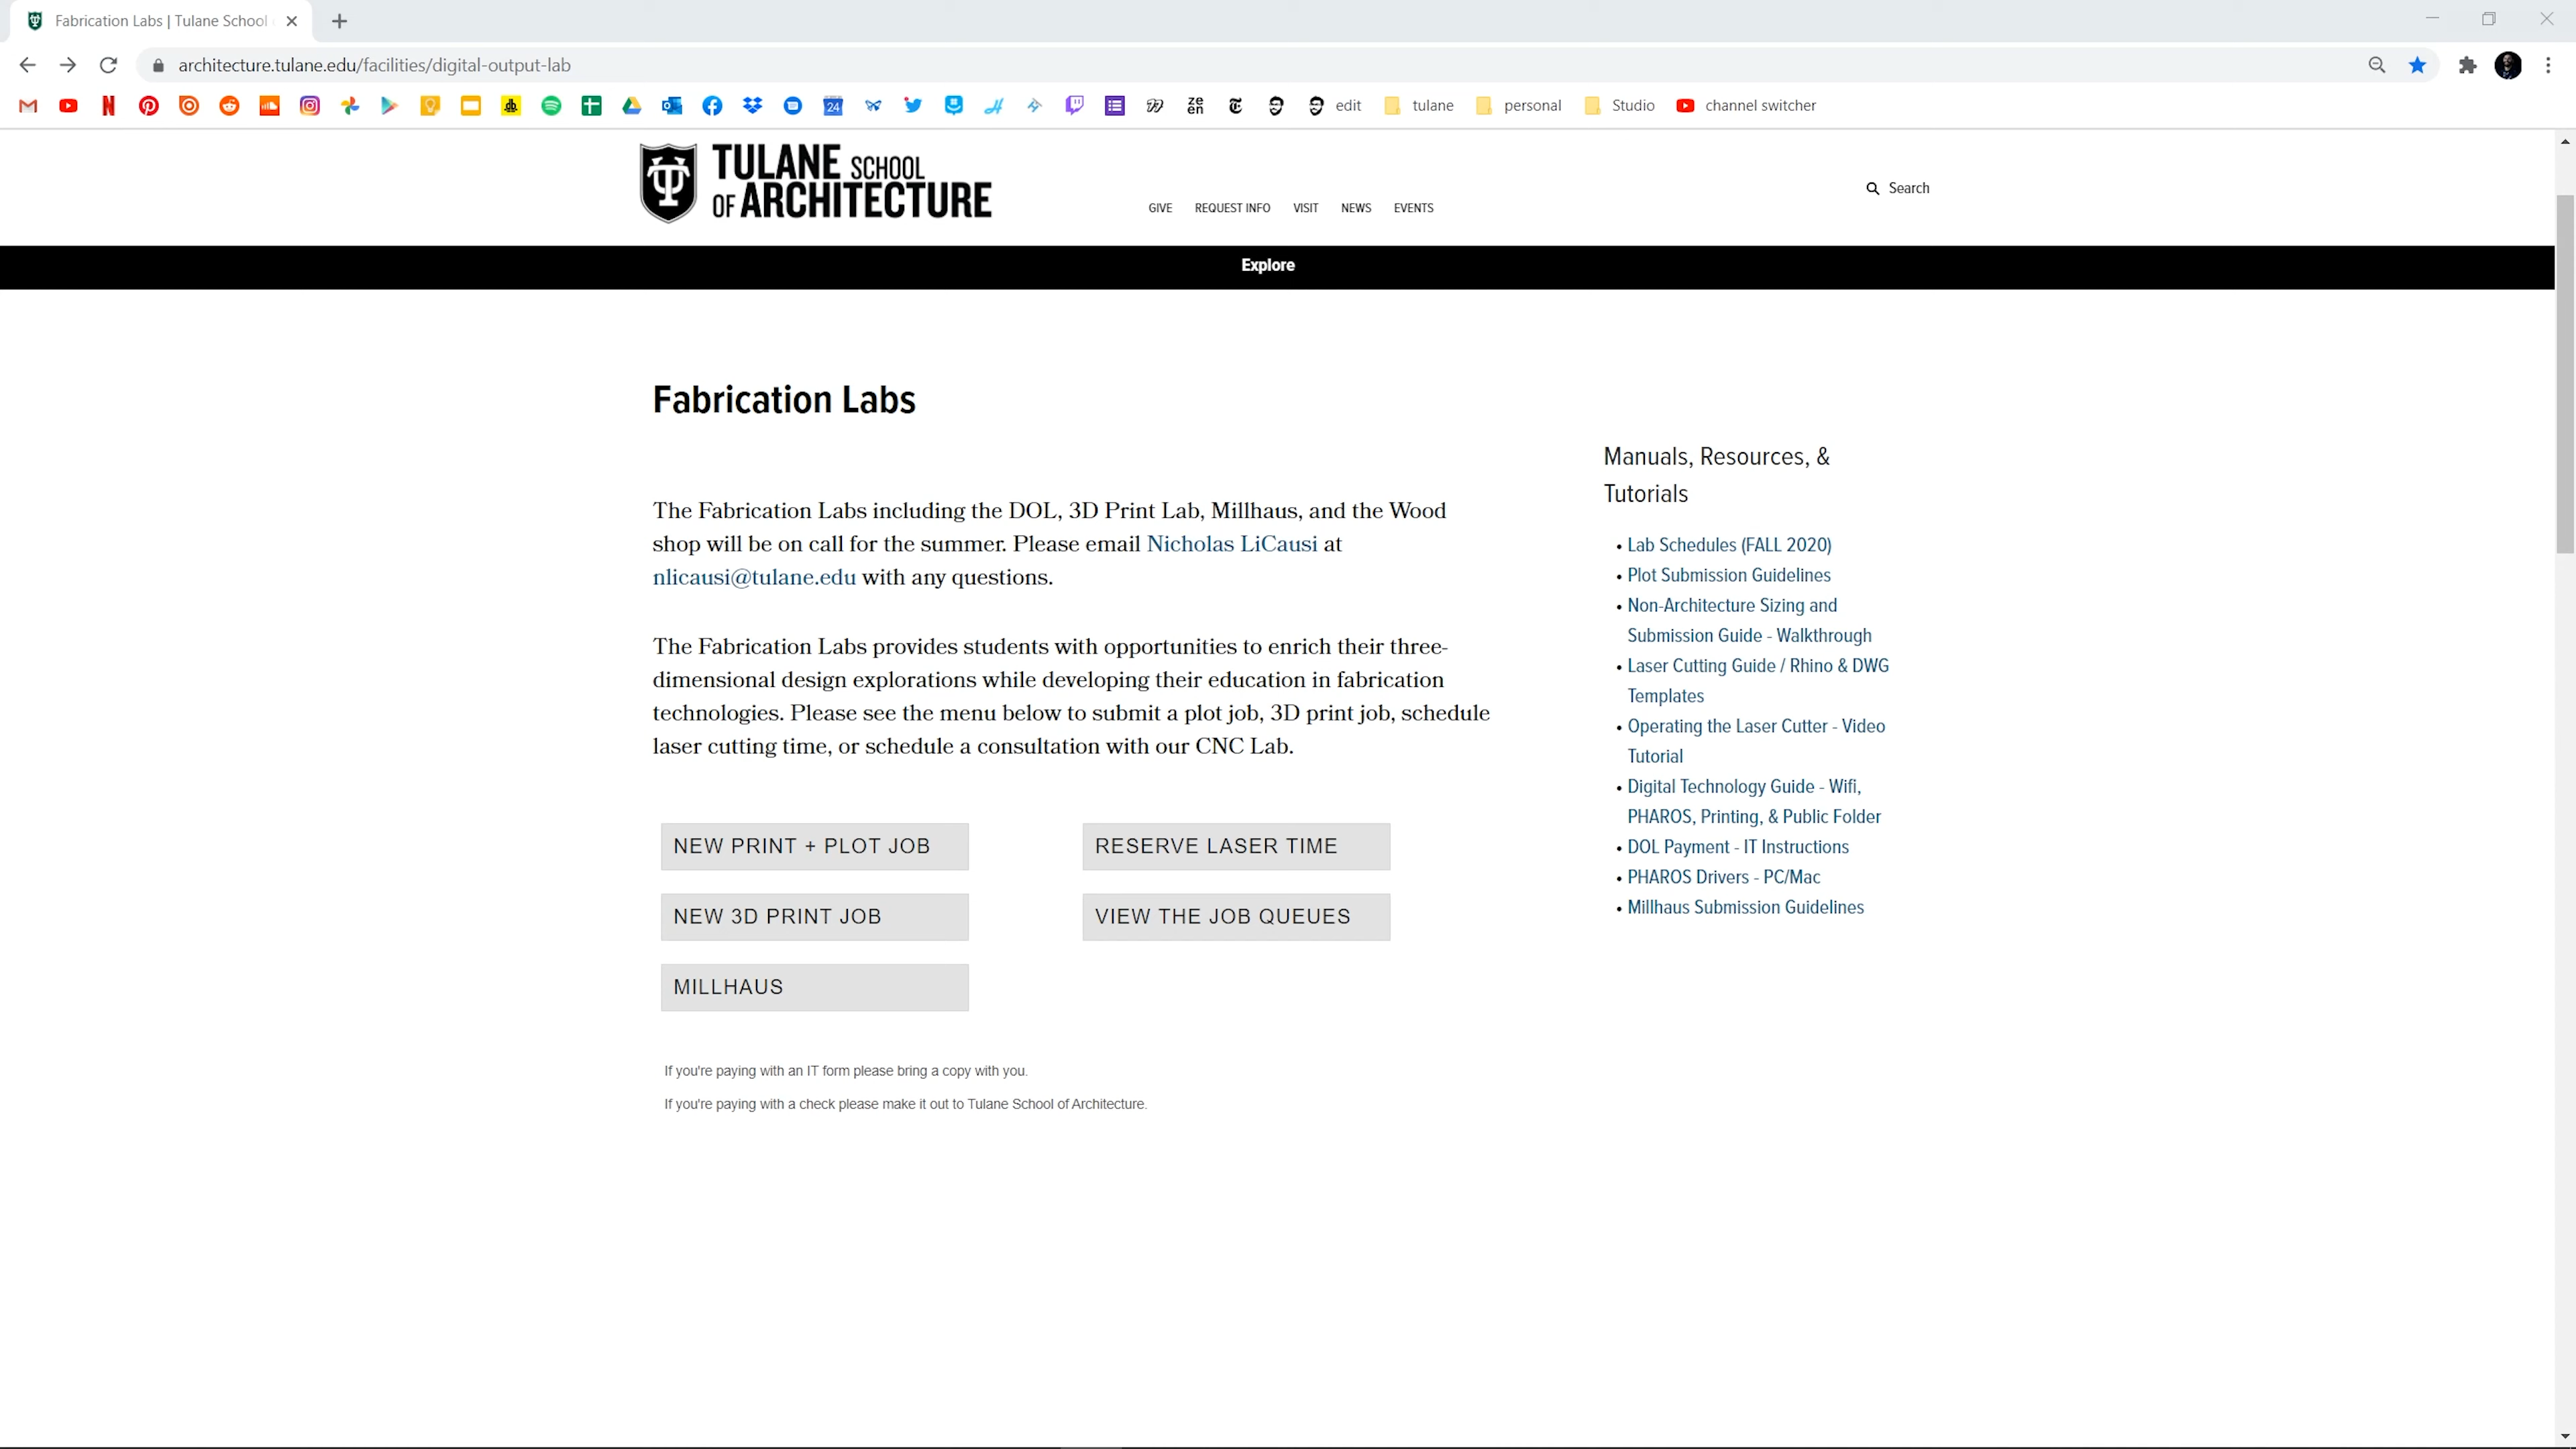 Fabrication Labs | Tulane School
architecture.tulane.edu/facilities/digital-output-lab
24
ze en
edit
tulane
personal
Studio
channel switcher
TULANE SCHOOL
OF ARCHITECTURE
GIVE
REQUEST INFO
VISIT
NEWS
EVENTS
Search
Explore
Fabrication Labs
The Fabrication Labs including the DOL, 3D Print Lab, Millhaus, and the Wood
shop will be on call for the summer. Please email Nicholas LiCausi at
nlicausi@tulane.edu with any questions.
The Fabrication Labs provides students with opportunities to enrich their three-
dimensional design explorations while developing their education in fabrication
technologies. Please see the menu below to submit a plot job, 3D print job, schedule
laser cutting time, or schedule a consultation with our CNC Lab.
NEW PRINT + PLOT JOB
RESERVE LASER TIME
NEW 3D PRINT JOB
VIEW THE JOB QUEUES
MILLHAUS
If you're paying with an IT form please bring a copy with you.
If you're paying with a check please make it out to Tulane School of Architecture.
Manuals, Resources, &
Tutorials
• Lab Schedules (FALL 2020)
• Plot Submission Guidelines
• Non-Architecture Sizing and
Submission Guide - Walkthrough
• Laser Cutting Guide / Rhino & DWG
Templates
• Operating the Laser Cutter - Video
Tutorial
• Digital Technology Guide - Wifi,
PHAROS, Printing, & Public Folder
• DOL Payment - IT Instructions
• PHAROS Drivers - PC/Mac
• Millhaus Submission Guidelines